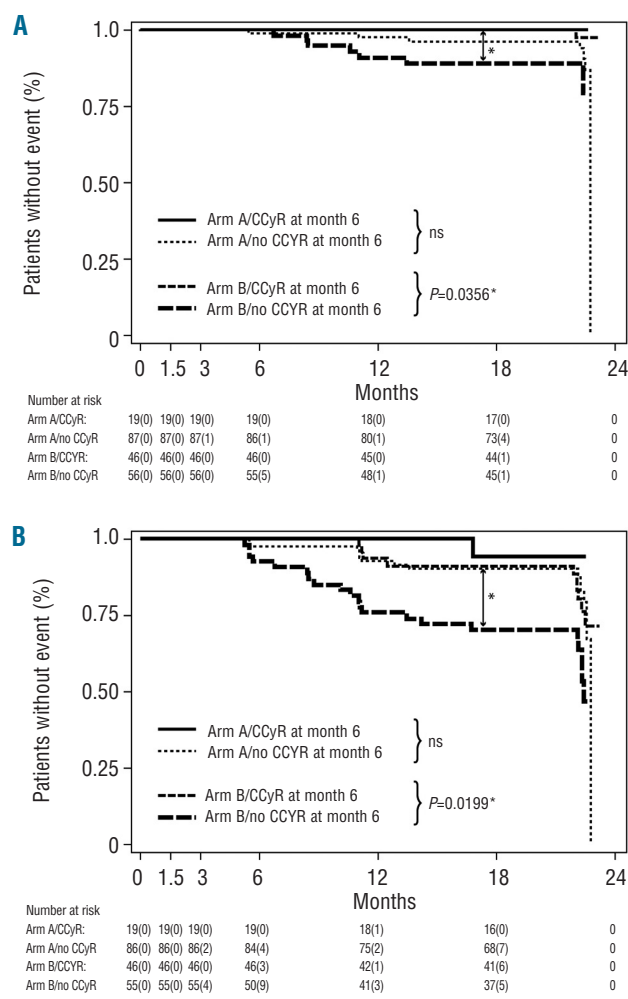 A
Patients without event (%)
1.0
0.75
0.50
0.25
0
*
Arm A/CCyR at month 6
Arm A/no CCYR at month 6
ns
Arm B/CCyR at month 6
Arm B/no CCYR at month 6
P=0.0356*
0 1.5 3 6 12 18 24
Months
Number at risk
Arm A/CCyR: 19(0) 19(0) 19(0) 19(0) 18(0) 17(0) 0
Arm A/no CCyR 87(0) 87(0) 87(1) 86(1) 80(1) 73(4) 0
Arm B/CCYR: 46(0) 46(0) 46(0) 46(0) 45(0) 44(1) 0
Arm B/no CCyR 56(0) 56(0) 56(0) 55(5) 48(1) 45(1) 0
B
Patients without event (%)
1.0
0.75
0.50
0.25
0
*
Arm A/CCyR at month 6
Arm A/no CCYR at month 6
ns
Arm B/CCyR at month 6
Arm B/no CCYR at month 6
P=0.0199*
0 1.5 3 6 12 18 24
Months
Number at risk
Arm A/CCyR: 19(0) 19(0) 19(0) 19(0) 18(1) 16(0) 0
Arm A/no CCyR 86(0) 86(0) 86(2) 84(4) 75(2) 68(7) 0
Arm B/CCYR: 46(0) 46(0) 46(0) 46(3) 42(1) 41(6) 0
Arm B/no CCyR 55(0) 55(0) 55(4) 50(9) 41(3) 37(5) 0